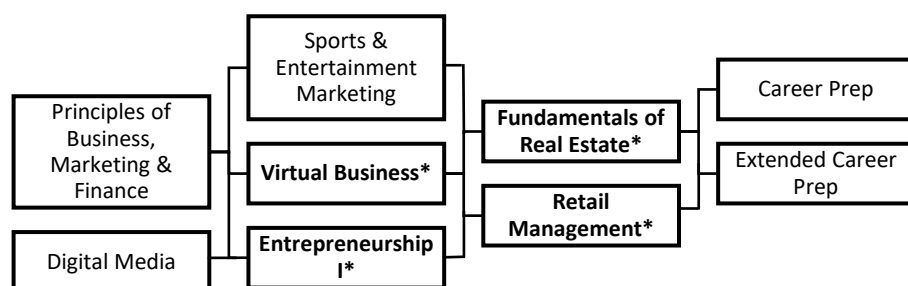 Principles of
Business,
Marketing &
Finance
Digital Media
Sports &
Entertainment
Marketing
Virtual Business*
Entrepreneurship
I*
Fundamentals of
Real Estate*
Retail
Management*
Career Prep
Extended Career
Prep